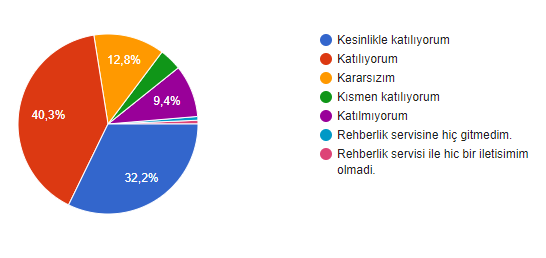 12,8%
9,4%
40,3%
32,2%
Kesinlikle katılıyorum
Katılıyorum
Kararsızım
Kısmen katılıyorum
Katılmıyorum
Rehberlik servisine hiç gitmedim.
Rehberlik servisi ile hic bir iletisimim
olmadi.